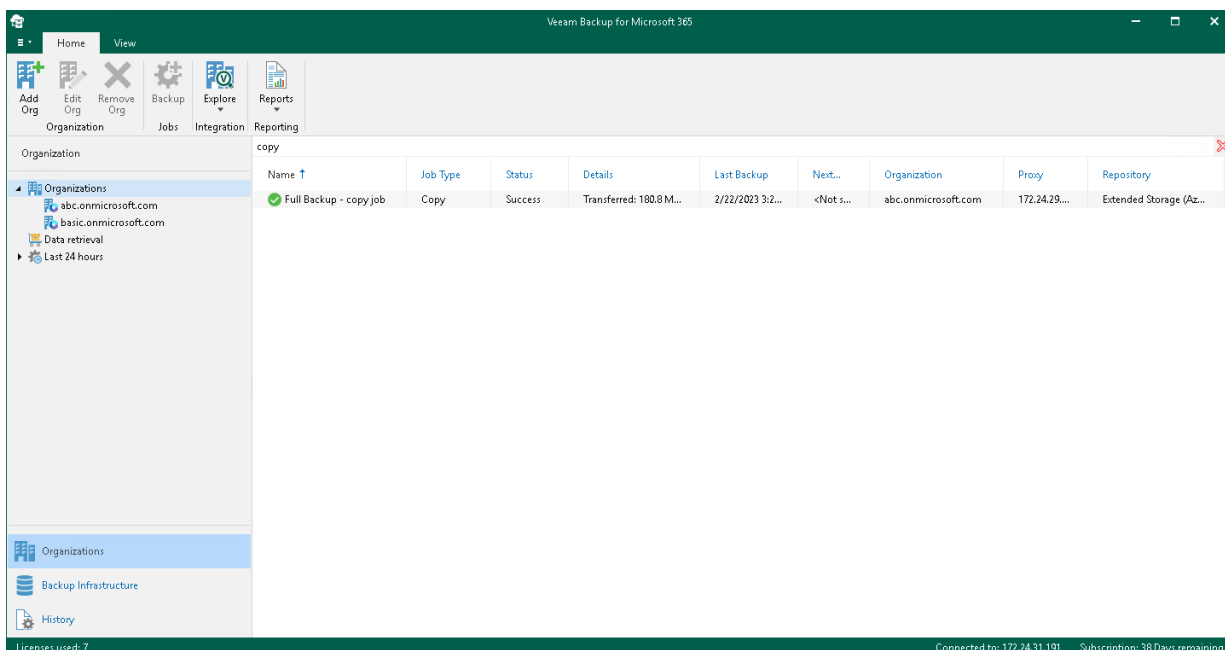 Veeam Backup for Microsoft 365
Home View
Add Org Edit Org Remove Org Backup Explore Reports
Organization Jobs Integration Reporting
Organization
copy
Name Job Type Status Details Last Backup Next... Organization Proxy Repository
Full Backup - copy job Copy Success Transferred: 180.8 M... 2/22/2023 3:2... <Not s... abc.onmicrosoft.com 172.24.29.... Extended Storage (Az...
Organizations
abc.onmicrosoft.com
basic.onmicrosoft.com
Data retrieval
Last 24 hours
Organizations
Backup Infrastructure
History
Licenses used: 7 Connected to: 172.24.31.191 Subscription: 38 Days remaining